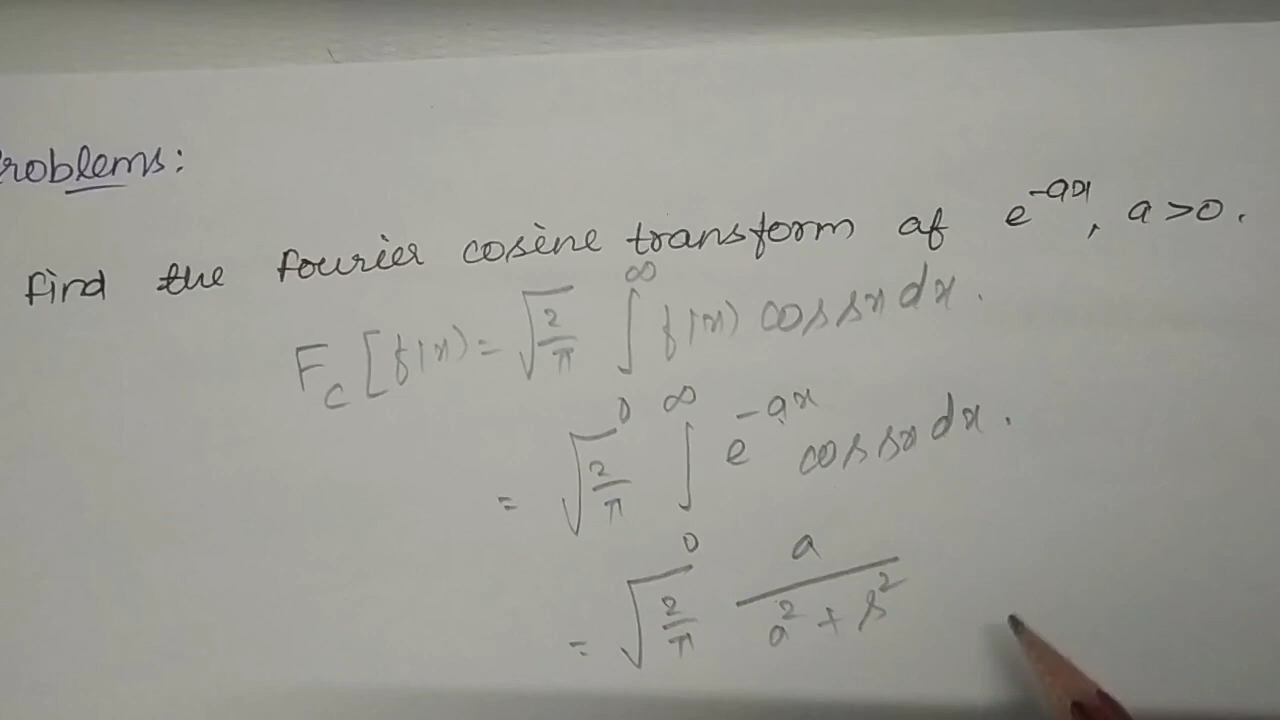 roblems:
find the fourier cosine transform of e^{-ax}, a>0.
F_c[f(x) = √(2/π) ∫_0^∞ f(x) cos sx dx.
= √(2/π) ∫_0^∞ e^{-ax} cos sx dx.
= √(2/π) a/(a²+s²)